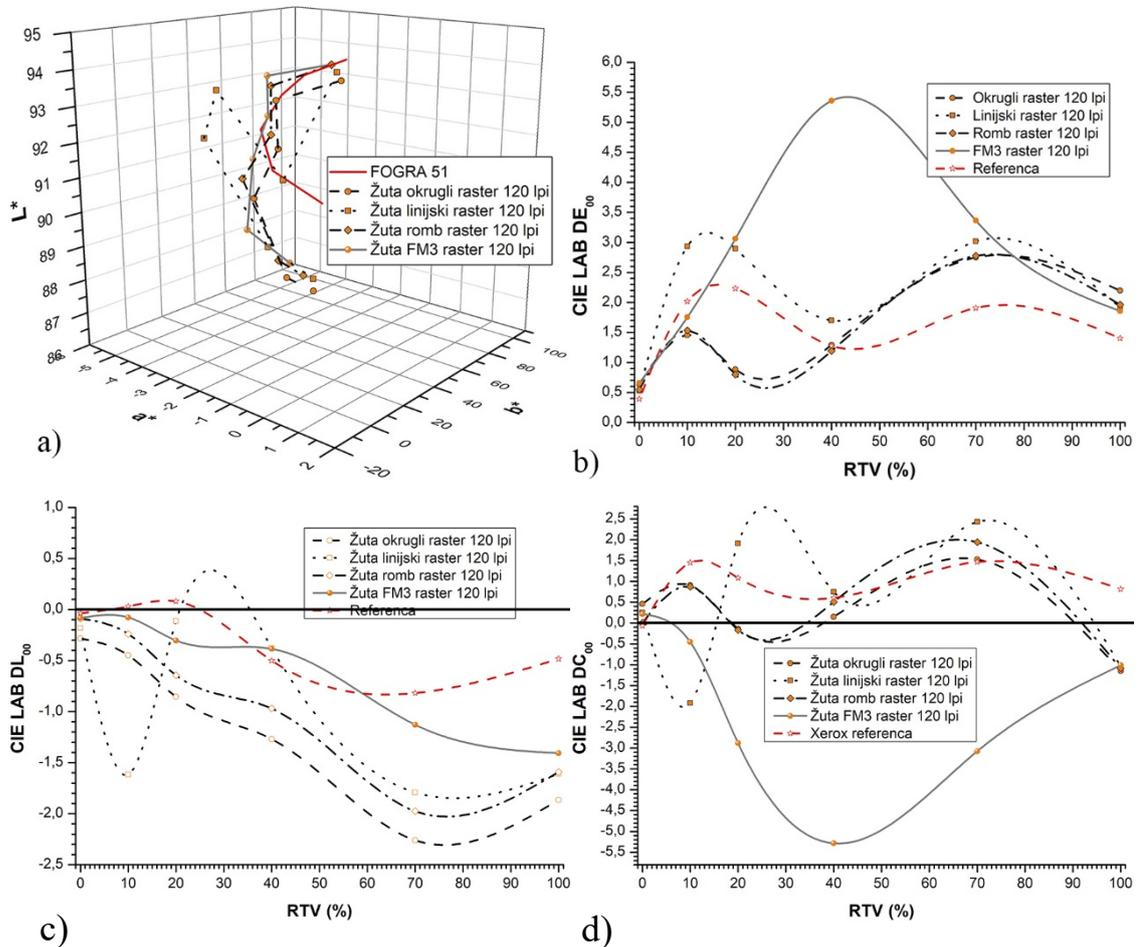 95
94
93
92
91
90
89
88
87
86
L*
-5
-4
-3
-2
-1
0
1
2
a*
-20
0
20
40
60
80
100
b*
FOGRA 51
Žuta okrugli raster 120 lpi
Žuta linijski raster 120 lpi
Žuta romb raster 120 lpi
Žuta FM3 raster 120 lpi
a)
6,0
5,5
5,0
4,5
4,0
3,5
3,0
2,5
2,0
1,5
1,0
0,5
0,0
CIE LAB DE00
Okrugli raster 120 lpi
Linijski raster 120 lpi
Romb raster 120 lpi
FM3 raster 120 lpi
Referenca
0 10 20 30 40 50 60 70 80 90 100
RTV (%)
b)
1,0
0,5
0,0
-0,5
-1,0
-1,5
-2,0
-2,5
CIE LAB DL00
Žuta okrugli raster 120 lpi
Žuta linijski raster 120 lpi
Žuta romb raster 120 lpi
Žuta FM3 raster 120 lpi
Referenca
0 10 20 30 40 50 60 70 80 90 100
RTV (%)
c)
2,5
2,0
1,5
1,0
0,5
0,0
-0,5
-1,0
-1,5
-2,0
-2,5
-3,0
-3,5
-4,0
-4,5
-5,0
-5,5
CIE LAB DC00
Žuta okrugli raster 120 lpi
Žuta linijski raster 120 lpi
Žuta romb raster 120 lpi
Žuta FM3 raster 120 lpi
Xerox referenca
0 10 20 30 40 50 60 70 80 90 100
RTV (%)
d)